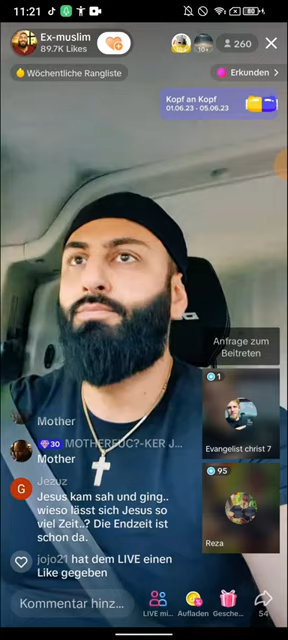 11:21
Ex-muslim
89.7K Likes
10+
260
Wöchentliche Rangliste
Erkunden >
Kopf an Kopf
01.06.23 - 05.06.23
Anfrage zum
Beitreten
1
Evangelist christ 7
95
Reza
Mother
30 MOTHERFUC?-KER J...
Mother
G
Jezuz
Jesus kam sah und ging..
wieso lässt sich Jesus so
viel Zeit..? Die Endzeit ist
schon da.
jojo21 hat dem LIVE einen
Like gegeben
Kommentar hinz...
LIVE mi...
Aufladen
Gesche...
54